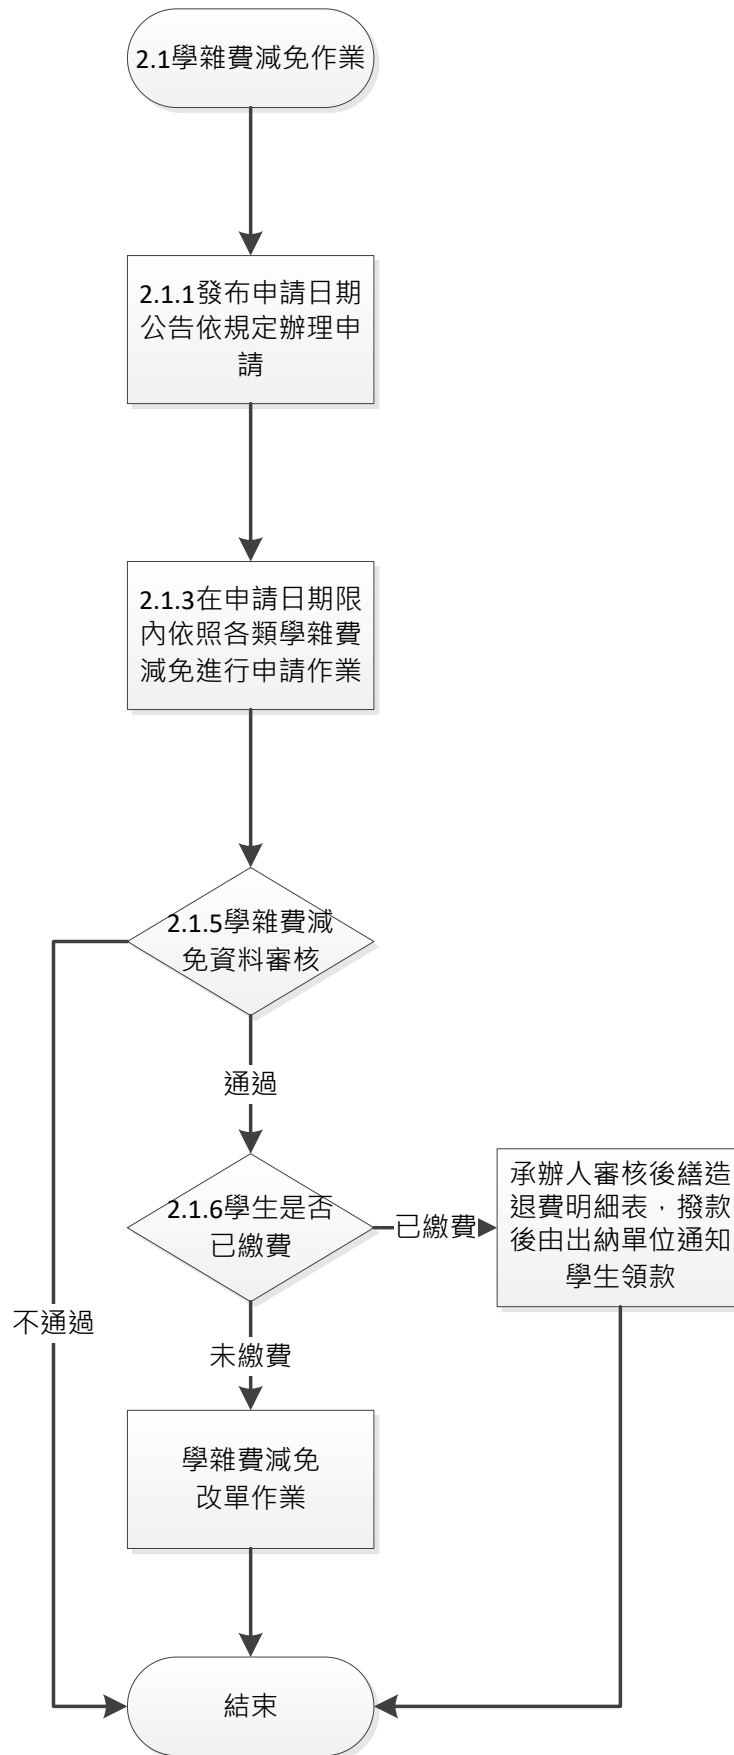 2.1學雜費減免作業
2.1.1發布申請日期
公告依規定辦理申
請
2.1.3在申請日期限
內依照各類學雜費
減免進行申請作業
2.1.5學雜費減
免資料審核
通過
2.1.6學生是否
已繳費
已繳費
承辦人審核後繕造
退費明細表，撥款
後由出納單位通知
學生領款
不通過
未繳費
學雜費減免
改單作業
結束